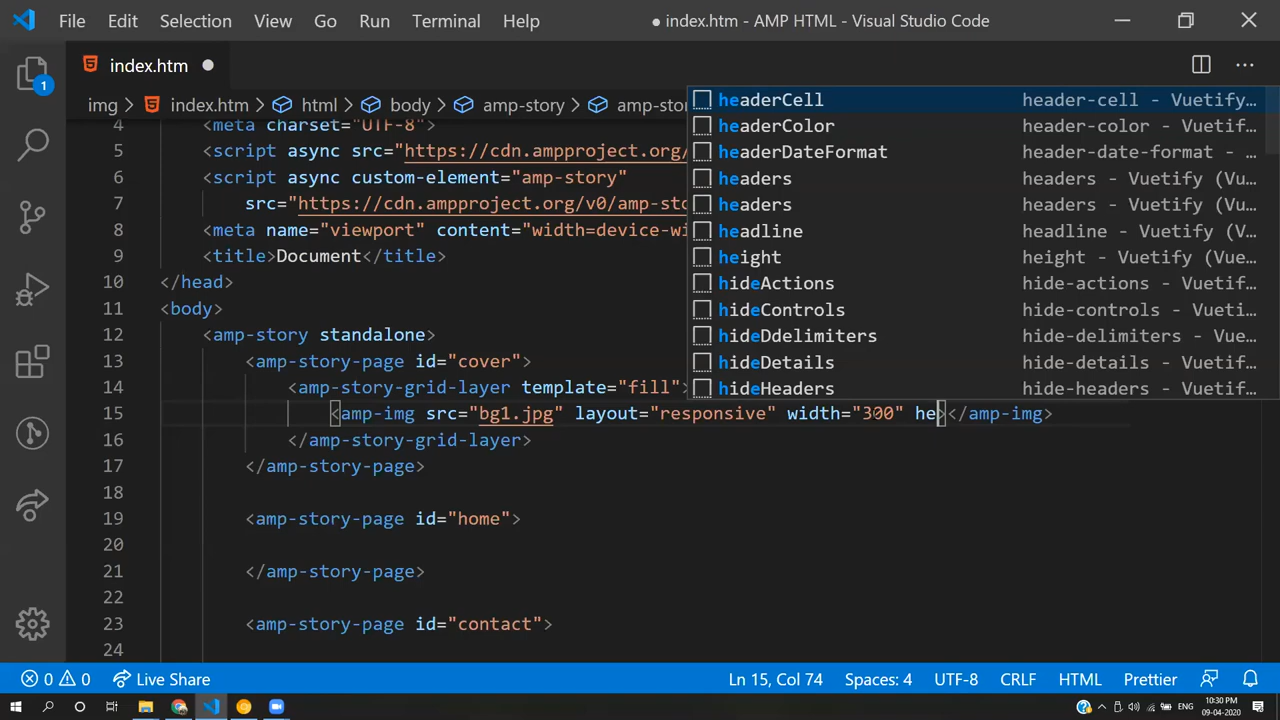 File Edit Selection View Go Run Terminal Help ● index.htm - AMP HTML - Visual Studio Code
index.htm ●
1
img > index.htm > html > body > amp-story > amp-stor
4 <meta charset="UTF-8">
5 <script async src="https://cdn.ampproject.org/
6 <script async custom-element="amp-story"
7 src="https://cdn.ampproject.org/v0/amp-sto
8 <meta name="viewport" content="width=device-wi
9 <title>Document</title>
10 </head>
11 <body>
12 <amp-story standalone>
13 <amp-story-page id="cover">
14 <amp-story-grid-layer template="fill">
15 <amp-img src="bg1.jpg" layout="responsive" width="300" he></amp-img>
16 </amp-story-grid-layer>
17 </amp-story-page>
18
19 <amp-story-page id="home">
20
21 </amp-story-page>
22
23 <amp-story-page id="contact">
24
headerCell header-cell - Vuetify…
headerColor header-color - Vuetif…
headerDateFormat header-date-format - …
headers headers - Vuetify (Vu…
headers headers - Vuetify (Vu…
headline headline - Vuetify (V…
height height - Vuetify (Vue…
hideActions hide-actions - Vuetif…
hideControls hide-controls - Vueti…
hideDdelimiters hide-delimiters - Vue…
hideDetails hide-details - Vuetif…
hideHeaders hide-headers - Vuetif…
0 0 Live Share Ln 15, Col 74 Spaces: 4 UTF-8 CRLF HTML Prettier
ENG 10:30 PM
09-04-2020